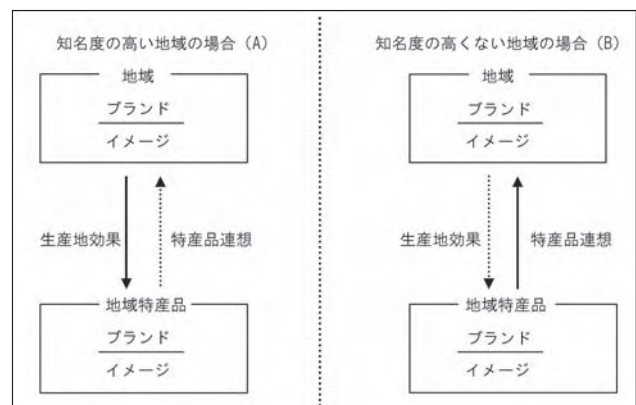 知名度の高い地域の場合（A）
地域
ブランド
イメージ
生産地効果
特産品連想
地域特産品
ブランド
イメージ
知名度の高くない地域の場合（B）
地域
ブランド
イメージ
生産地効果
特産品連想
地域特産品
ブランド
イメージ